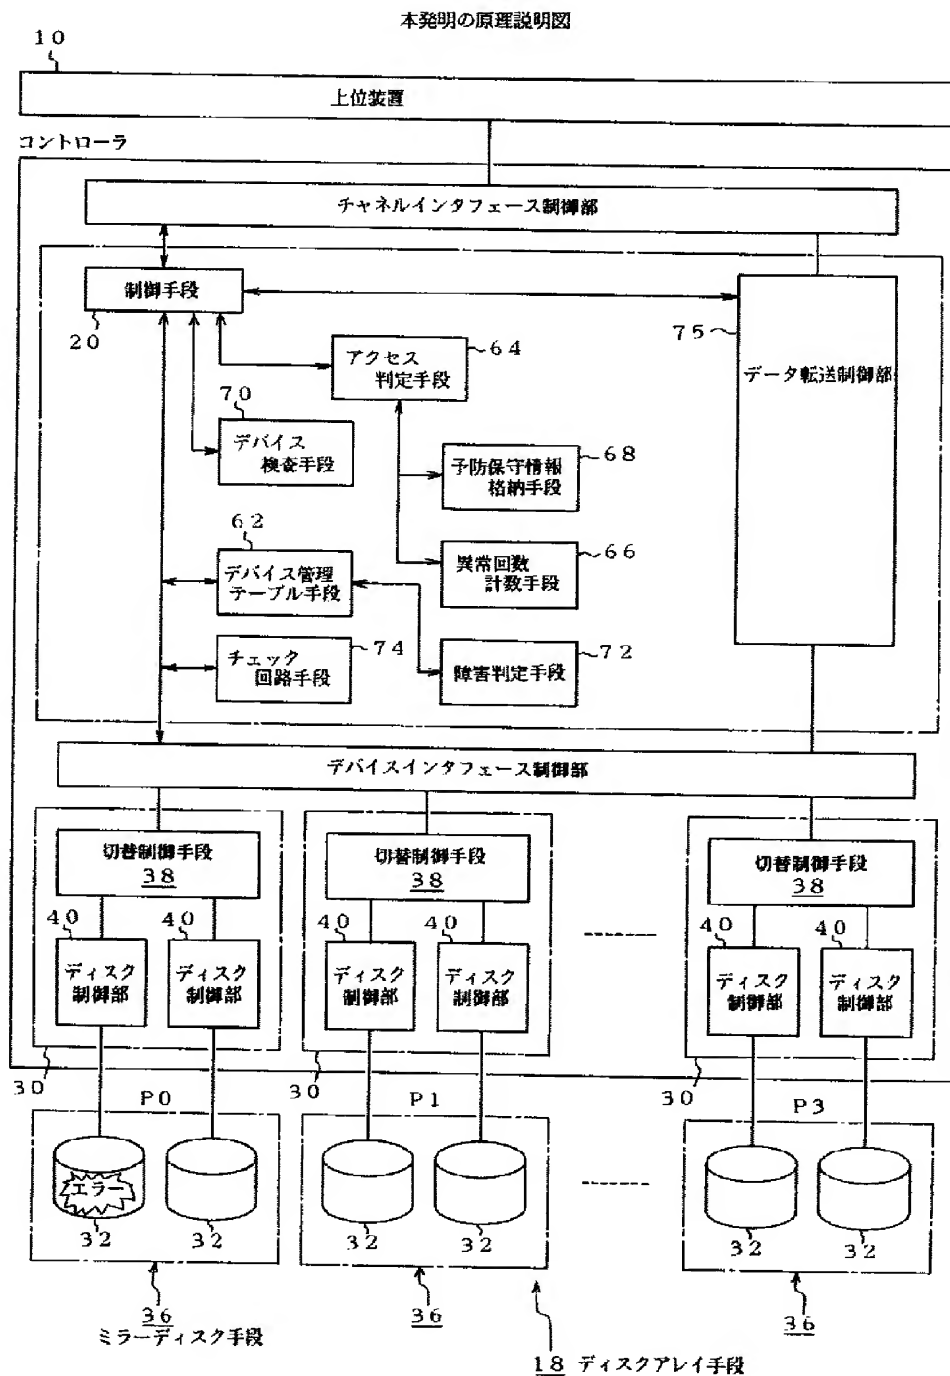 本発明の原理説明図
10
上位装置
コントローラ
チャネルインタフェース制御部
制御手段
20
アクセス
判定手段
64
75
データ転送制御部
70
デバイス
検査手段
予防保守情報
格納手段
68
62
デバイス管理
テーブル手段
異常回数
計数手段
66
チェック
回路手段
74
障害判定手段
72
デバイスインタフェース制御部
切替制御手段
38
切替制御手段
38
切替制御手段
38
40
40
40
40
40
40
ディスク
制御部
ディスク
制御部
ディスク
制御部
ディスク
制御部
ディスク
制御部
ディスク
制御部
30
30
30
P0
P1
P3
エラー
32
32
32
32
32
32
36
ミラーディスク手段
36
36
18 ディスクアレイ手段